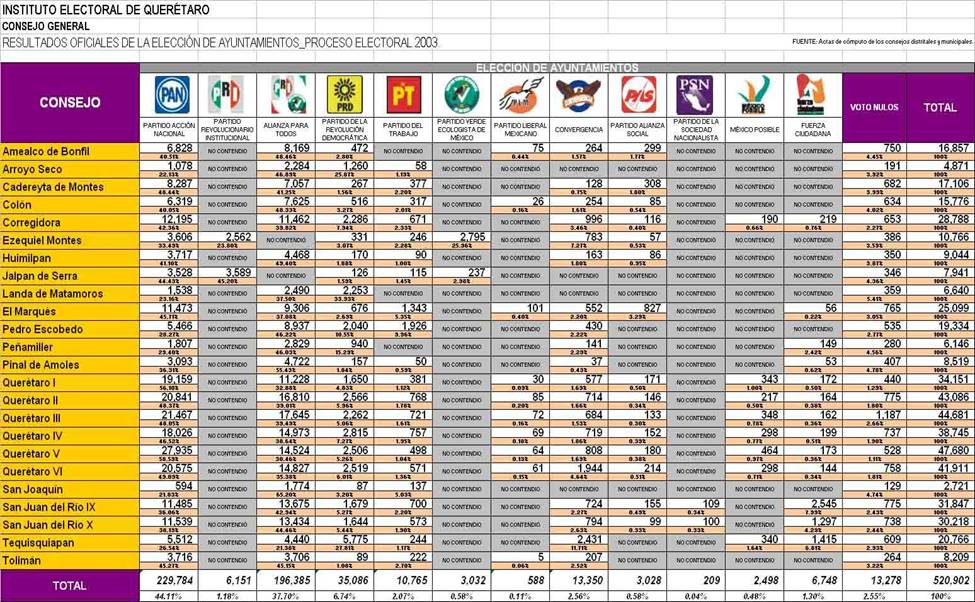 INSTITUTO ELECTORAL DE QUERÉTARO
CONSEJO GENERAL
RESULTADOS OFICIALES DE LA ELECCIÓN DE AYUNTAMIENTOS_PROCESO ELECTORAL 2003.
FUENTE: Actas de cómputo de los consejos distritales y municipales.
ELECCIÓN DE AYUNTAMIENTOS
CONSEJO PARTIDO ACCIÓN NACIONAL PARTIDO REVOLUCIONARIO INSTITUCIONAL ALIANZA PARA TODOS PARTIDO DE LA REVOLUCIÓN DEMOCRÁTICA PARTIDO DEL TRABAJO PARTIDO VERDE ECOLOGISTA DE MÉXICO PARTIDO LIBERAL MEXICANO CONVERGENCIA PARTIDO ALIANZA SOCIAL PARTIDO DE LA SOCIEDAD NACIONALISTA MÉXICO POSIBLE FUERZA CIUDADANA VOTO NULOS TOTAL
Amealco de Bonfil 6,828 NO CONTENDIO 8,169 472 NO CONTENDIO NO CONTENDIO 75 264 299 NO CONTENDIO NO CONTENDIO NO CONTENDIO 750 16,857
40.51% 48.46% 2.80% 0.44% 1.57% 1.77% 4.45% 100%
Arroyo Seco 1,078 NO CONTENDIO 2,284 1,260 58 NO CONTENDIO NO CONTENDIO NO CONTENDIO NO CONTENDIO NO CONTENDIO NO CONTENDIO NO CONTENDIO 191 4,871
22.13% 46.89% 25.87% 1.19% 3.92% 100%
Cadereyta de Montes 8,287 NO CONTENDIO 7,057 267 377 NO CONTENDIO NO CONTENDIO 128 308 NO CONTENDIO NO CONTENDIO NO CONTENDIO 682 17,106
48.44% 41.25% 1.56% 2.20% 0.75% 1.80% 3.99% 100%
Colón 6,319 NO CONTENDIO 7,625 516 317 NO CONTENDIO 26 254 85 NO CONTENDIO NO CONTENDIO NO CONTENDIO 634 15,776
40.05% 48.33% 3.27% 2.01% 0.16% 1.61% 0.54% 4.02% 100%
Corregidora 12,195 NO CONTENDIO 11,462 2,286 671 NO CONTENDIO NO CONTENDIO 996 116 NO CONTENDIO 190 219 653 28,788
42.36% 39.82% 7.94% 2.33% 3.46% 0.40% 0.66% 0.76% 2.27% 100%
Ezequiel Montes 3,606 2,562 NO CONTENDIO 331 246 2,795 NO CONTENDIO 783 57 NO CONTENDIO NO CONTENDIO NO CONTENDIO 386 10,766
33.49% 23.80% 3.07% 2.28% 25.96% 7.27% 0.53% 3.59% 100%
Huimilpan 3,717 NO CONTENDIO 4,468 170 90 NO CONTENDIO NO CONTENDIO 163 86 NO CONTENDIO NO CONTENDIO NO CONTENDIO 350 9,044
41.10% 49.40% 1.88% 1.00% 1.80% 0.95% 3.87% 100%
Jalpan de Serra 3,528 3,589 NO CONTENDIO 126 115 237 NO CONTENDIO NO CONTENDIO NO CONTENDIO NO CONTENDIO NO CONTENDIO NO CONTENDIO 346 7,941
44.43% 45.20% 1.59% 1.45% 2.98% 4.36% 100%
Landa de Matamoros 1,538 NO CONTENDIO 2,490 2,253 NO CONTENDIO NO CONTENDIO NO CONTENDIO NO CONTENDIO NO CONTENDIO NO CONTENDIO NO CONTENDIO NO CONTENDIO 359 6,640
23.16% 37.50% 33.93% 5.41% 100%
El Marqués 11,473 NO CONTENDIO 9,306 676 1,343 NO CONTENDIO 101 552 827 NO CONTENDIO NO CONTENDIO 56 765 25,099
45.71% 37.08% 2.69% 5.35% 0.40% 2.20% 3.29% 0.22% 3.05% 100%
Pedro Escobedo 5,466 NO CONTENDIO 8,937 2,040 1,926 NO CONTENDIO NO CONTENDIO 430 NO CONTENDIO NO CONTENDIO NO CONTENDIO NO CONTENDIO 535 19,334
28.27% 46.22% 10.55% 9.96% 2.22% 2.77% 100%
Peñamiller 1,807 NO CONTENDIO 2,829 940 NO CONTENDIO NO CONTENDIO NO CONTENDIO 141 NO CONTENDIO NO CONTENDIO NO CONTENDIO 149 280 6,146
29.40% 46.03% 15.29% 2.29% 2.42% 4.56% 100%
Pinal de Amoles 3,093 NO CONTENDIO 4,722 157 50 NO CONTENDIO NO CONTENDIO 37 NO CONTENDIO NO CONTENDIO NO CONTENDIO 53 407 8,519
36.31% 55.43% 1.84% 0.59% 0.43% 0.62% 4.78% 100%
Querétaro I 19,159 NO CONTENDIO 11,228 1,650 381 NO CONTENDIO 30 577 171 NO CONTENDIO 343 172 440 34,151
56.10% 32.88% 4.83% 1.12% 0.09% 1.69% 0.50% 1.00% 0.50% 1.29% 100%
Querétaro II 20,841 NO CONTENDIO 16,810 2,566 768 NO CONTENDIO 85 714 146 NO CONTENDIO 217 164 775 43,086
48.37% 39.01% 5.96% 1.78% 0.20% 1.66% 0.34% 0.50% 0.38% 1.80% 100%
Querétaro III 21,467 NO CONTENDIO 17,645 2,262 721 NO CONTENDIO 72 684 133 NO CONTENDIO 348 162 1,187 44,681
48.05% 39.49% 5.06% 1.61% 0.16% 1.53% 0.30% 0.78% 0.36% 2.66% 100%
Querétaro IV 18,026 NO CONTENDIO 14,973 2,815 757 NO CONTENDIO 69 719 152 NO CONTENDIO 298 199 737 38,745
46.52% 38.64% 7.27% 1.95% 0.18% 1.86% 0.39% 0.77% 0.51% 1.90% 100%
Querétaro V 27,935 NO CONTENDIO 14,524 2,506 498 NO CONTENDIO 64 808 180 NO CONTENDIO 464 173 528 47,680
58.59% 30.46% 5.26% 1.04% 0.13% 1.69% 0.38% 0.97% 0.36% 1.11% 100%
Querétaro VI 20,575 NO CONTENDIO 14,827 2,519 571 NO CONTENDIO 61 1,944 214 NO CONTENDIO 298 144 758 41,911
49.09% 35.38% 6.01% 1.36% 0.15% 4.64% 0.51% 0.71% 0.34% 1.81% 100%
San Joaquín 594 NO CONTENDIO 1,774 87 137 NO CONTENDIO NO CONTENDIO NO CONTENDIO NO CONTENDIO NO CONTENDIO NO CONTENDIO NO CONTENDIO 129 2,721
21.83% 65.20% 3.20% 5.03% 4.74% 100%
San Juan del Río IX 11,485 NO CONTENDIO 13,675 1,679 700 NO CONTENDIO NO CONTENDIO 724 155 109 NO CONTENDIO 2,545 775 31,847
36.06% 42.94% 5.27% 2.20% 2.27% 0.49% 0.34% 7.99% 2.43% 100%
San Juan del Río X 11,539 NO CONTENDIO 13,434 1,644 573 NO CONTENDIO NO CONTENDIO 794 99 100 NO CONTENDIO 1,297 738 30,218
38.19% 44.46% 5.44% 1.90% 2.63% 0.33% 0.33% 4.29% 2.44% 100%
Tequisquiapan 5,512 NO CONTENDIO 4,440 5,775 244 NO CONTENDIO NO CONTENDIO 2,431 NO CONTENDIO NO CONTENDIO 340 1,415 609 20,766
26.54% 21.38% 27.81% 1.17% 11.71% 1.64% 6.81% 2.93% 100%
Tolimán 3,716 NO CONTENDIO 3,706 89 222 NO CONTENDIO 5 207 NO CONTENDIO NO CONTENDIO NO CONTENDIO NO CONTENDIO 264 8,209
45.27% 45.15% 1.08% 2.70% 0.06% 2.52% 3.22% 100%
TOTAL 229,784 6,151 196,385 35,086 10,765 3,032 588 13,350 3,028 209 2,498 6,748 13,278 520,902
44.11% 1.18% 37.70% 6.74% 2.07% 0.58% 0.11% 2.56% 0.58% 0.04% 0.48% 1.30% 2.55% 100%